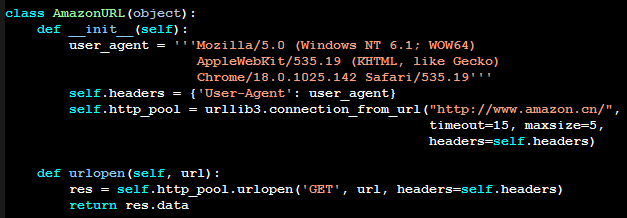 class AmazonURL(object):
    def __init__(self):
        user_agent = '''Mozilla/5.0 (Windows NT 6.1; WOW64)
                        AppleWebKit/535.19 (KHTML, like Gecko)
                        Chrome/18.0.1025.142 Safari/535.19'''
        self.headers = {'User-Agent': user_agent}
        self.http_pool = urllib3.connection_from_url("http://www.amazon.cn/",
                                                     timeout=15, maxsize=5,
                                                     headers=self.headers)
    def urlopen(self, url):
        res = self.http_pool.urlopen('GET', url, headers=self.headers)
        return res.data